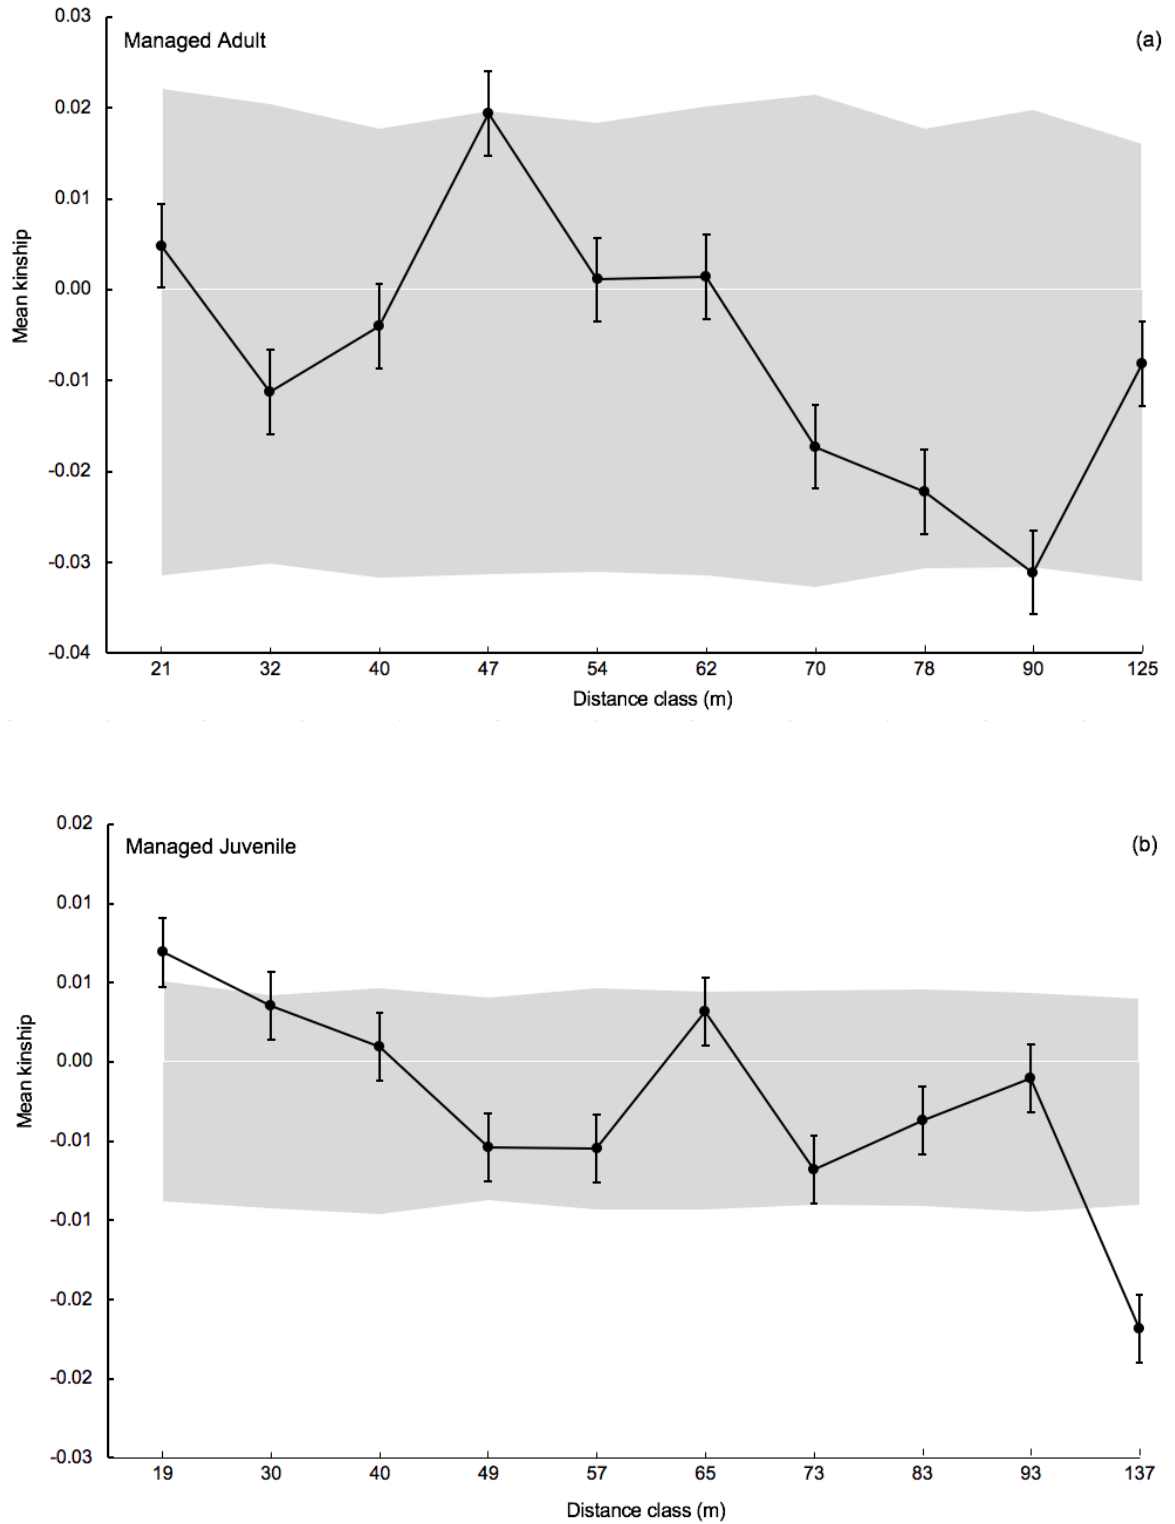 0.03
Managed Adult (a)
0.02
0.01
0.00
-0.01
-0.02
-0.03
-0.04
Mean kinship
21 32 40 47 54 62 70 78 90 125
Distance class (m)
0.02
Managed Juvenile (b)
0.01
0.01
0.00
-0.01
-0.01
-0.02
-0.02
-0.03
Mean kinship
19 30 40 49 57 65 73 83 93 137
Distance class (m)